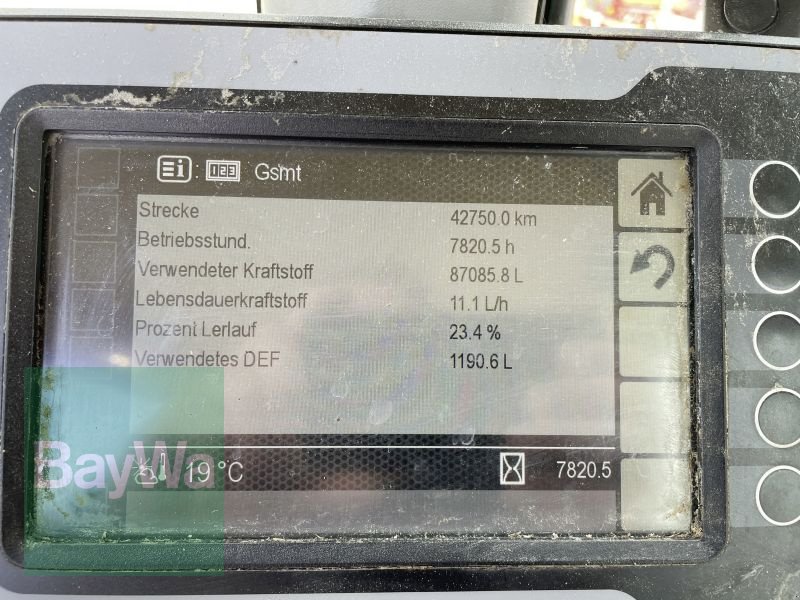 123 Gsmt
Strecke 42750.0 km
Betriebsstund. 7820.5 h
Verwendeter Kraftstoff 87085.8 L
Lebensdauerkraftstoff 11.1 L/h
Prozent Lerlauf 23.4 %
Verwendetes DEF 1190.6 L
BayWa
19 °C 7820.5